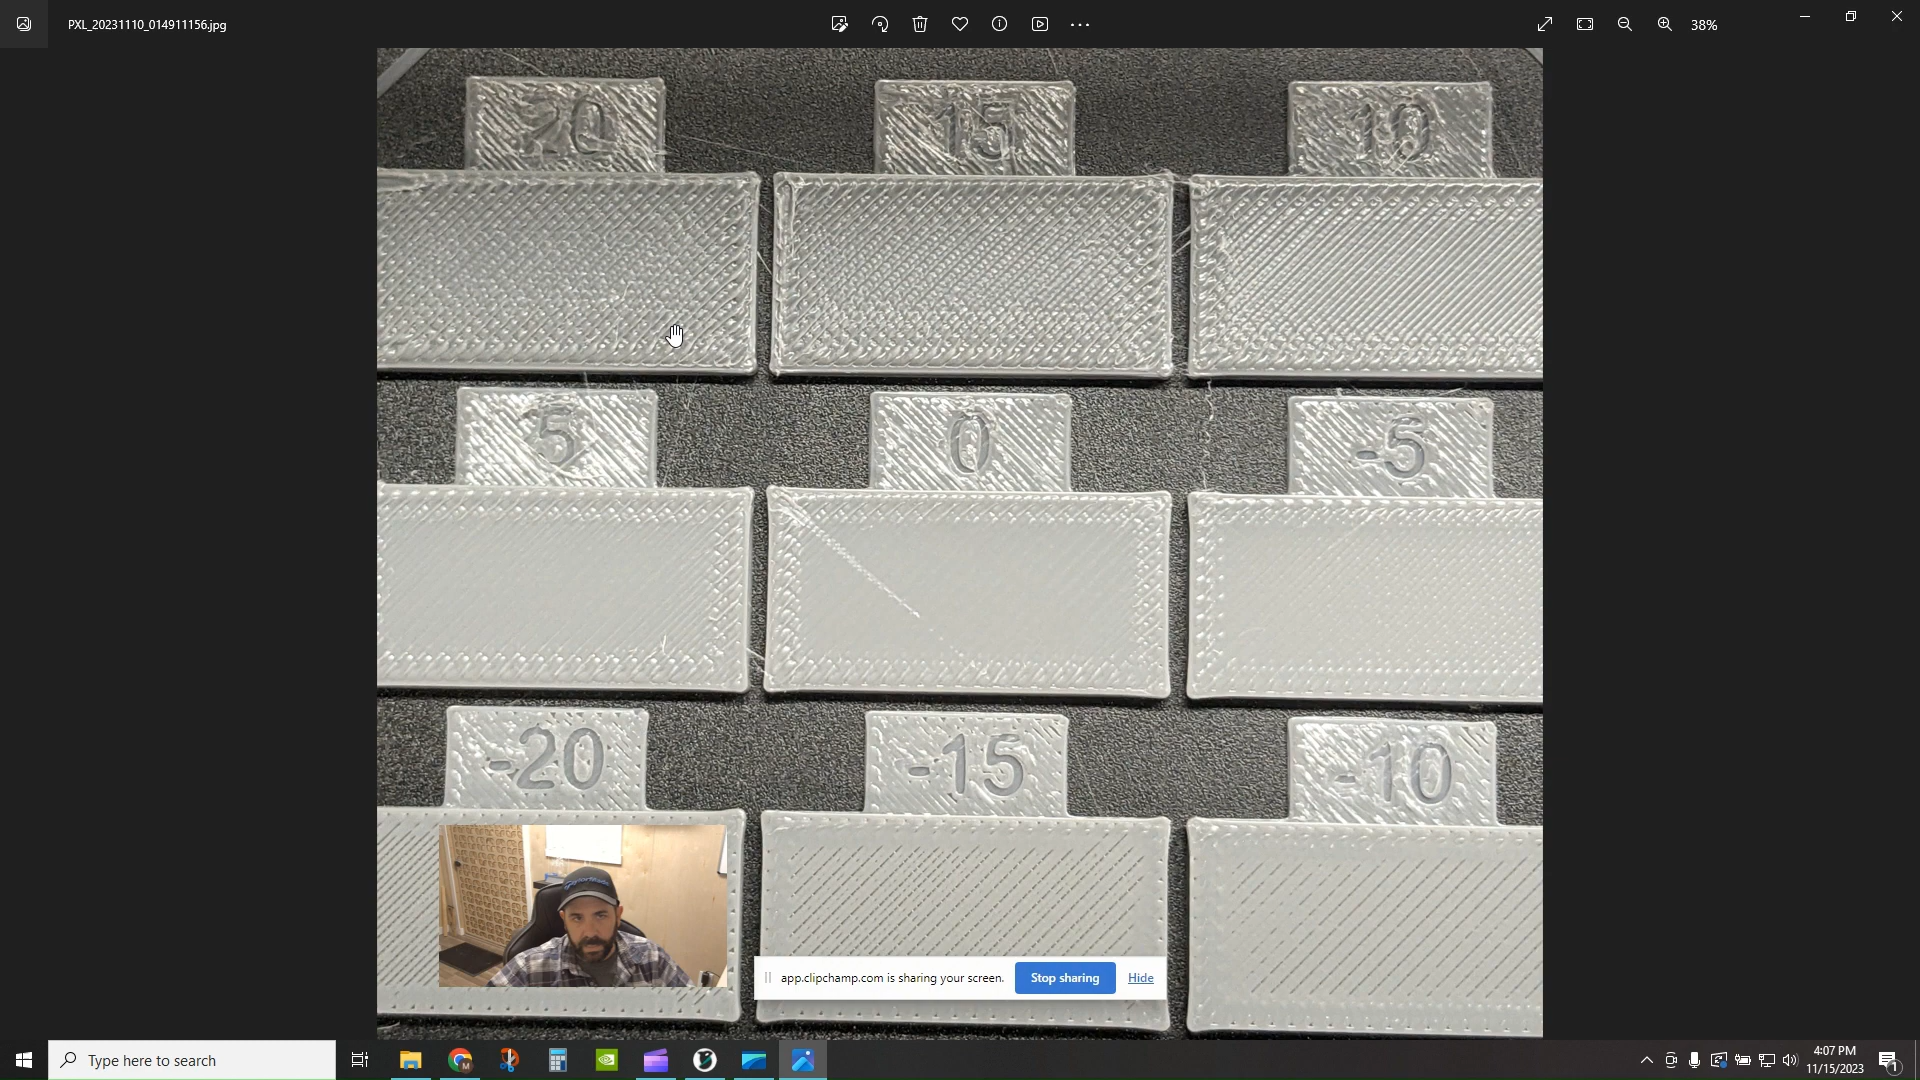 PXL_20231110_014911156.jpg
38%
20
15
10
5
0
-5
-20
-15
-10
app.clipchamp.com is sharing your screen.
Stop sharing
Hide
Type here to search
4:07 PM
11/15/2023
1